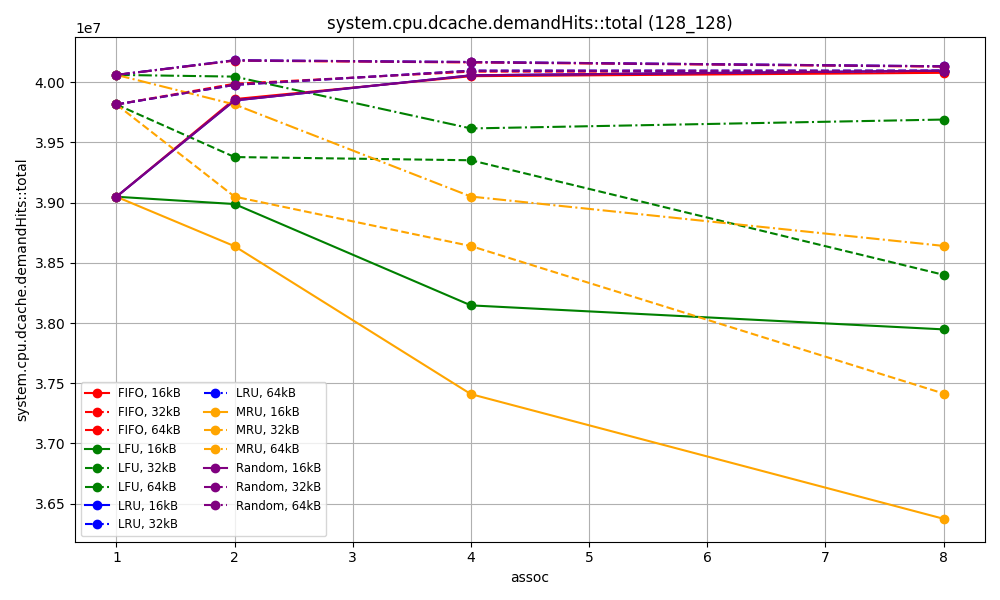 system.cpu.dcache.demandHits::total (128_128)
1e7
4.00
3.95
3.90
3.85
3.80
3.75
3.70
3.65
system.cpu.dcache.demandHits::total
FIFO, 16kB
FIFO, 32kB
FIFO, 64kB
LFU, 16kB
LFU, 32kB
LFU, 64kB
LRU, 16kB
LRU, 32kB
LRU, 64kB
MRU, 16kB
MRU, 32kB
MRU, 64kB
Random, 16kB
Random, 32kB
Random, 64kB
1 2 3 4 5 6 7 8
assoc